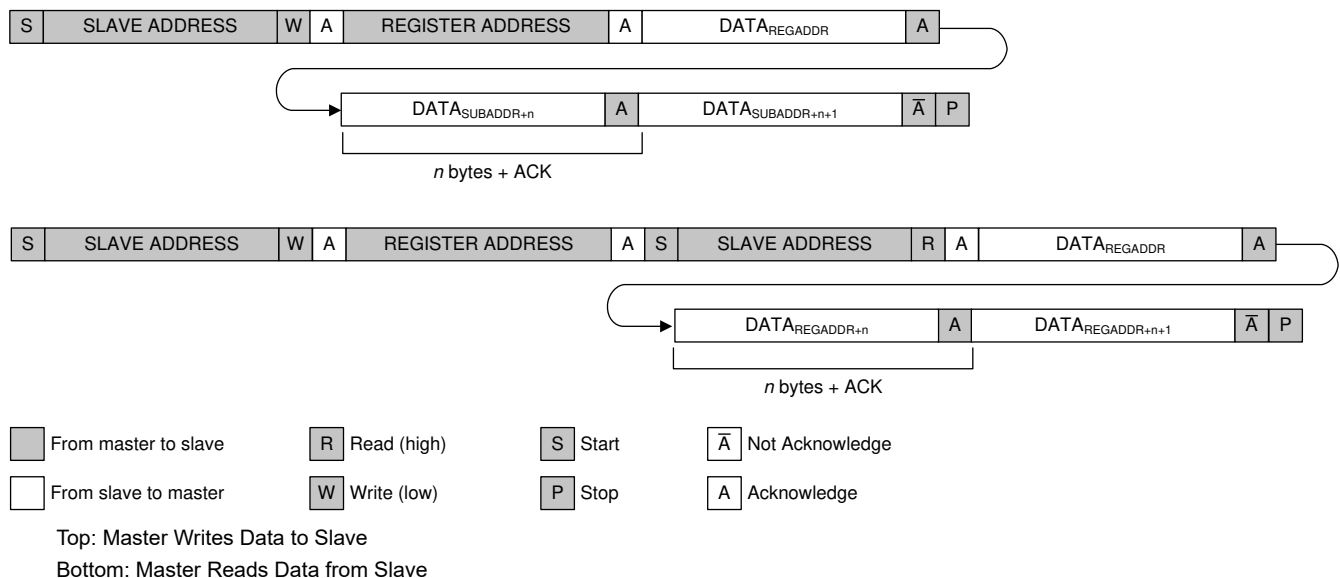 S SLAVE ADDRESS W A REGISTER ADDRESS A DATAREGADDR A
DATASUBADDR+n A DATASUBADDR+n+1 A̅ P
n bytes + ACK
S SLAVE ADDRESS W A REGISTER ADDRESS A S SLAVE ADDRESS R A DATAREGADDR A
DATAREGADDR+n A DATAREGADDR+n+1 A̅ P
n bytes + ACK
From master to slave R Read (high) S Start A̅ Not Acknowledge
From slave to master W Write (low) P Stop A Acknowledge
Top: Master Writes Data to Slave
Bottom: Master Reads Data from Slave